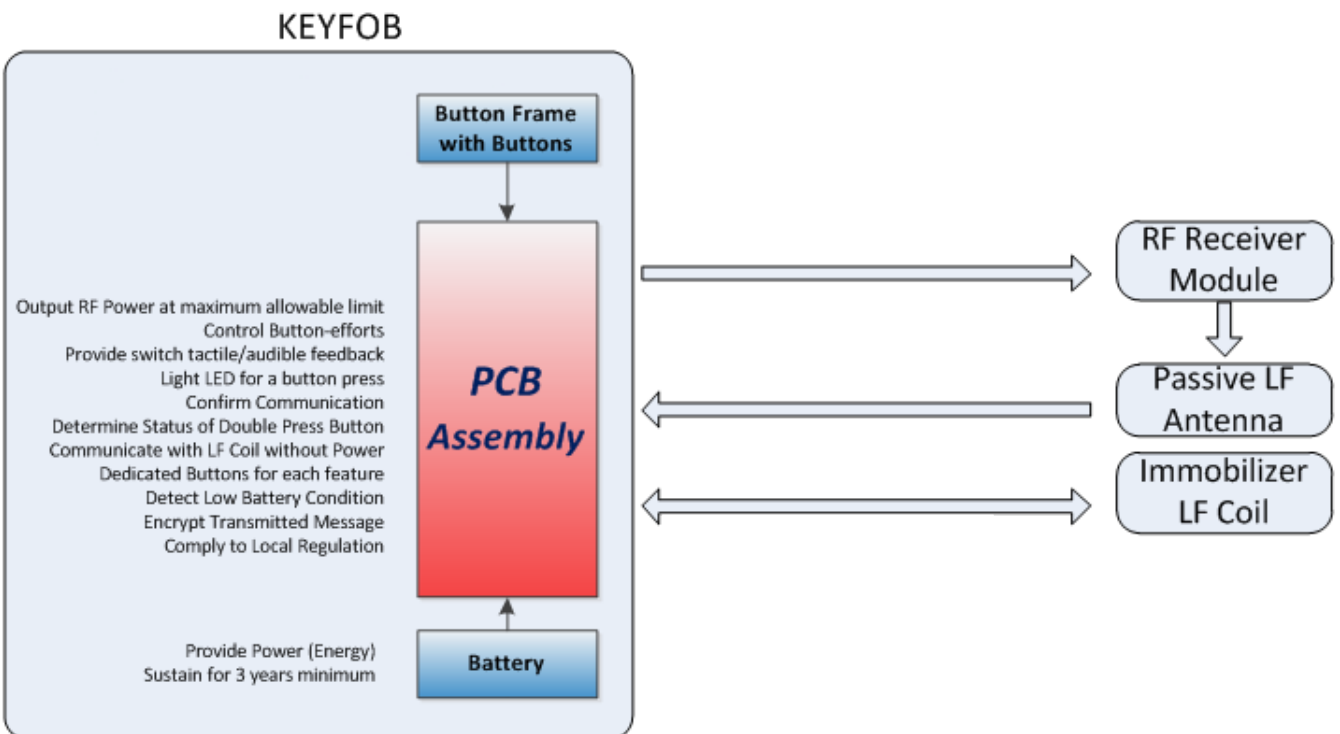 KEYFOB
Button Frame
with Buttons
Output RF Power at maximum allowable limit
Control Button-efforts
Provide switch tactile/audible feedback
Light LED for a button press
Confirm Communication
Determine Status of Double Press Button
Communicate with LF Coil without Power
Dedicated Buttons for each feature
Detect Low Battery Condition
Encrypt Transmitted Message
Comply to Local Regulation
PCB
Assembly
Provide Power (Energy)
Sustain for 3 years minimum
Battery
RF Receiver
Module
Passive LF
Antenna
Immobilizer
LF Coil